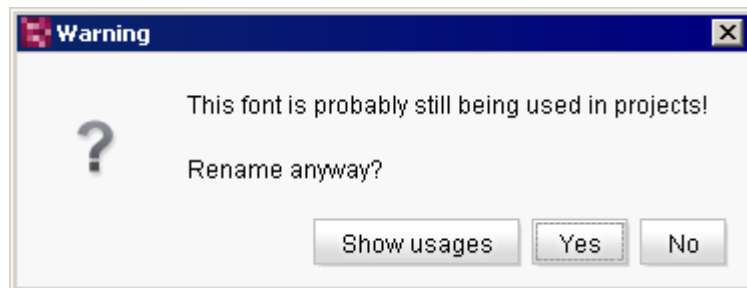 Warning
This font is probably still being used in projects!
Rename anyway?
Show usages Yes No